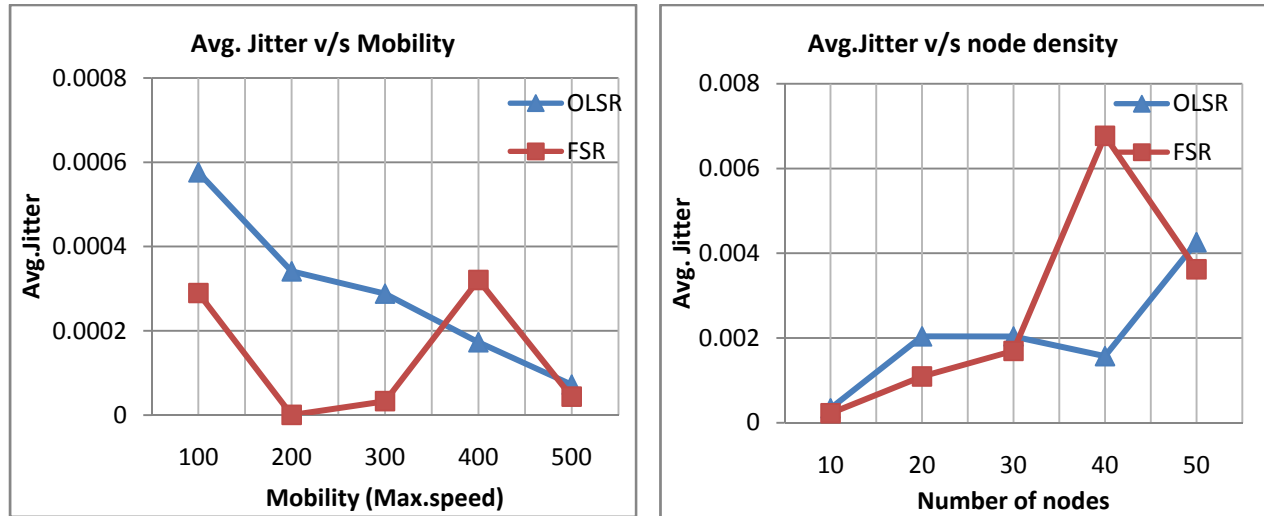 Avg. Jitter v/s Mobility
0.0008
0.0006
0.0004
0.0002
0
Avg.Jitter
OLSR
FSR
100 200 300 400 500
Mobility (Max.speed)
Avg.Jitter v/s node density
0.008
0.006
0.004
0.002
0
Avg. Jitter
OLSR
FSR
10 20 30 40 50
Number of nodes